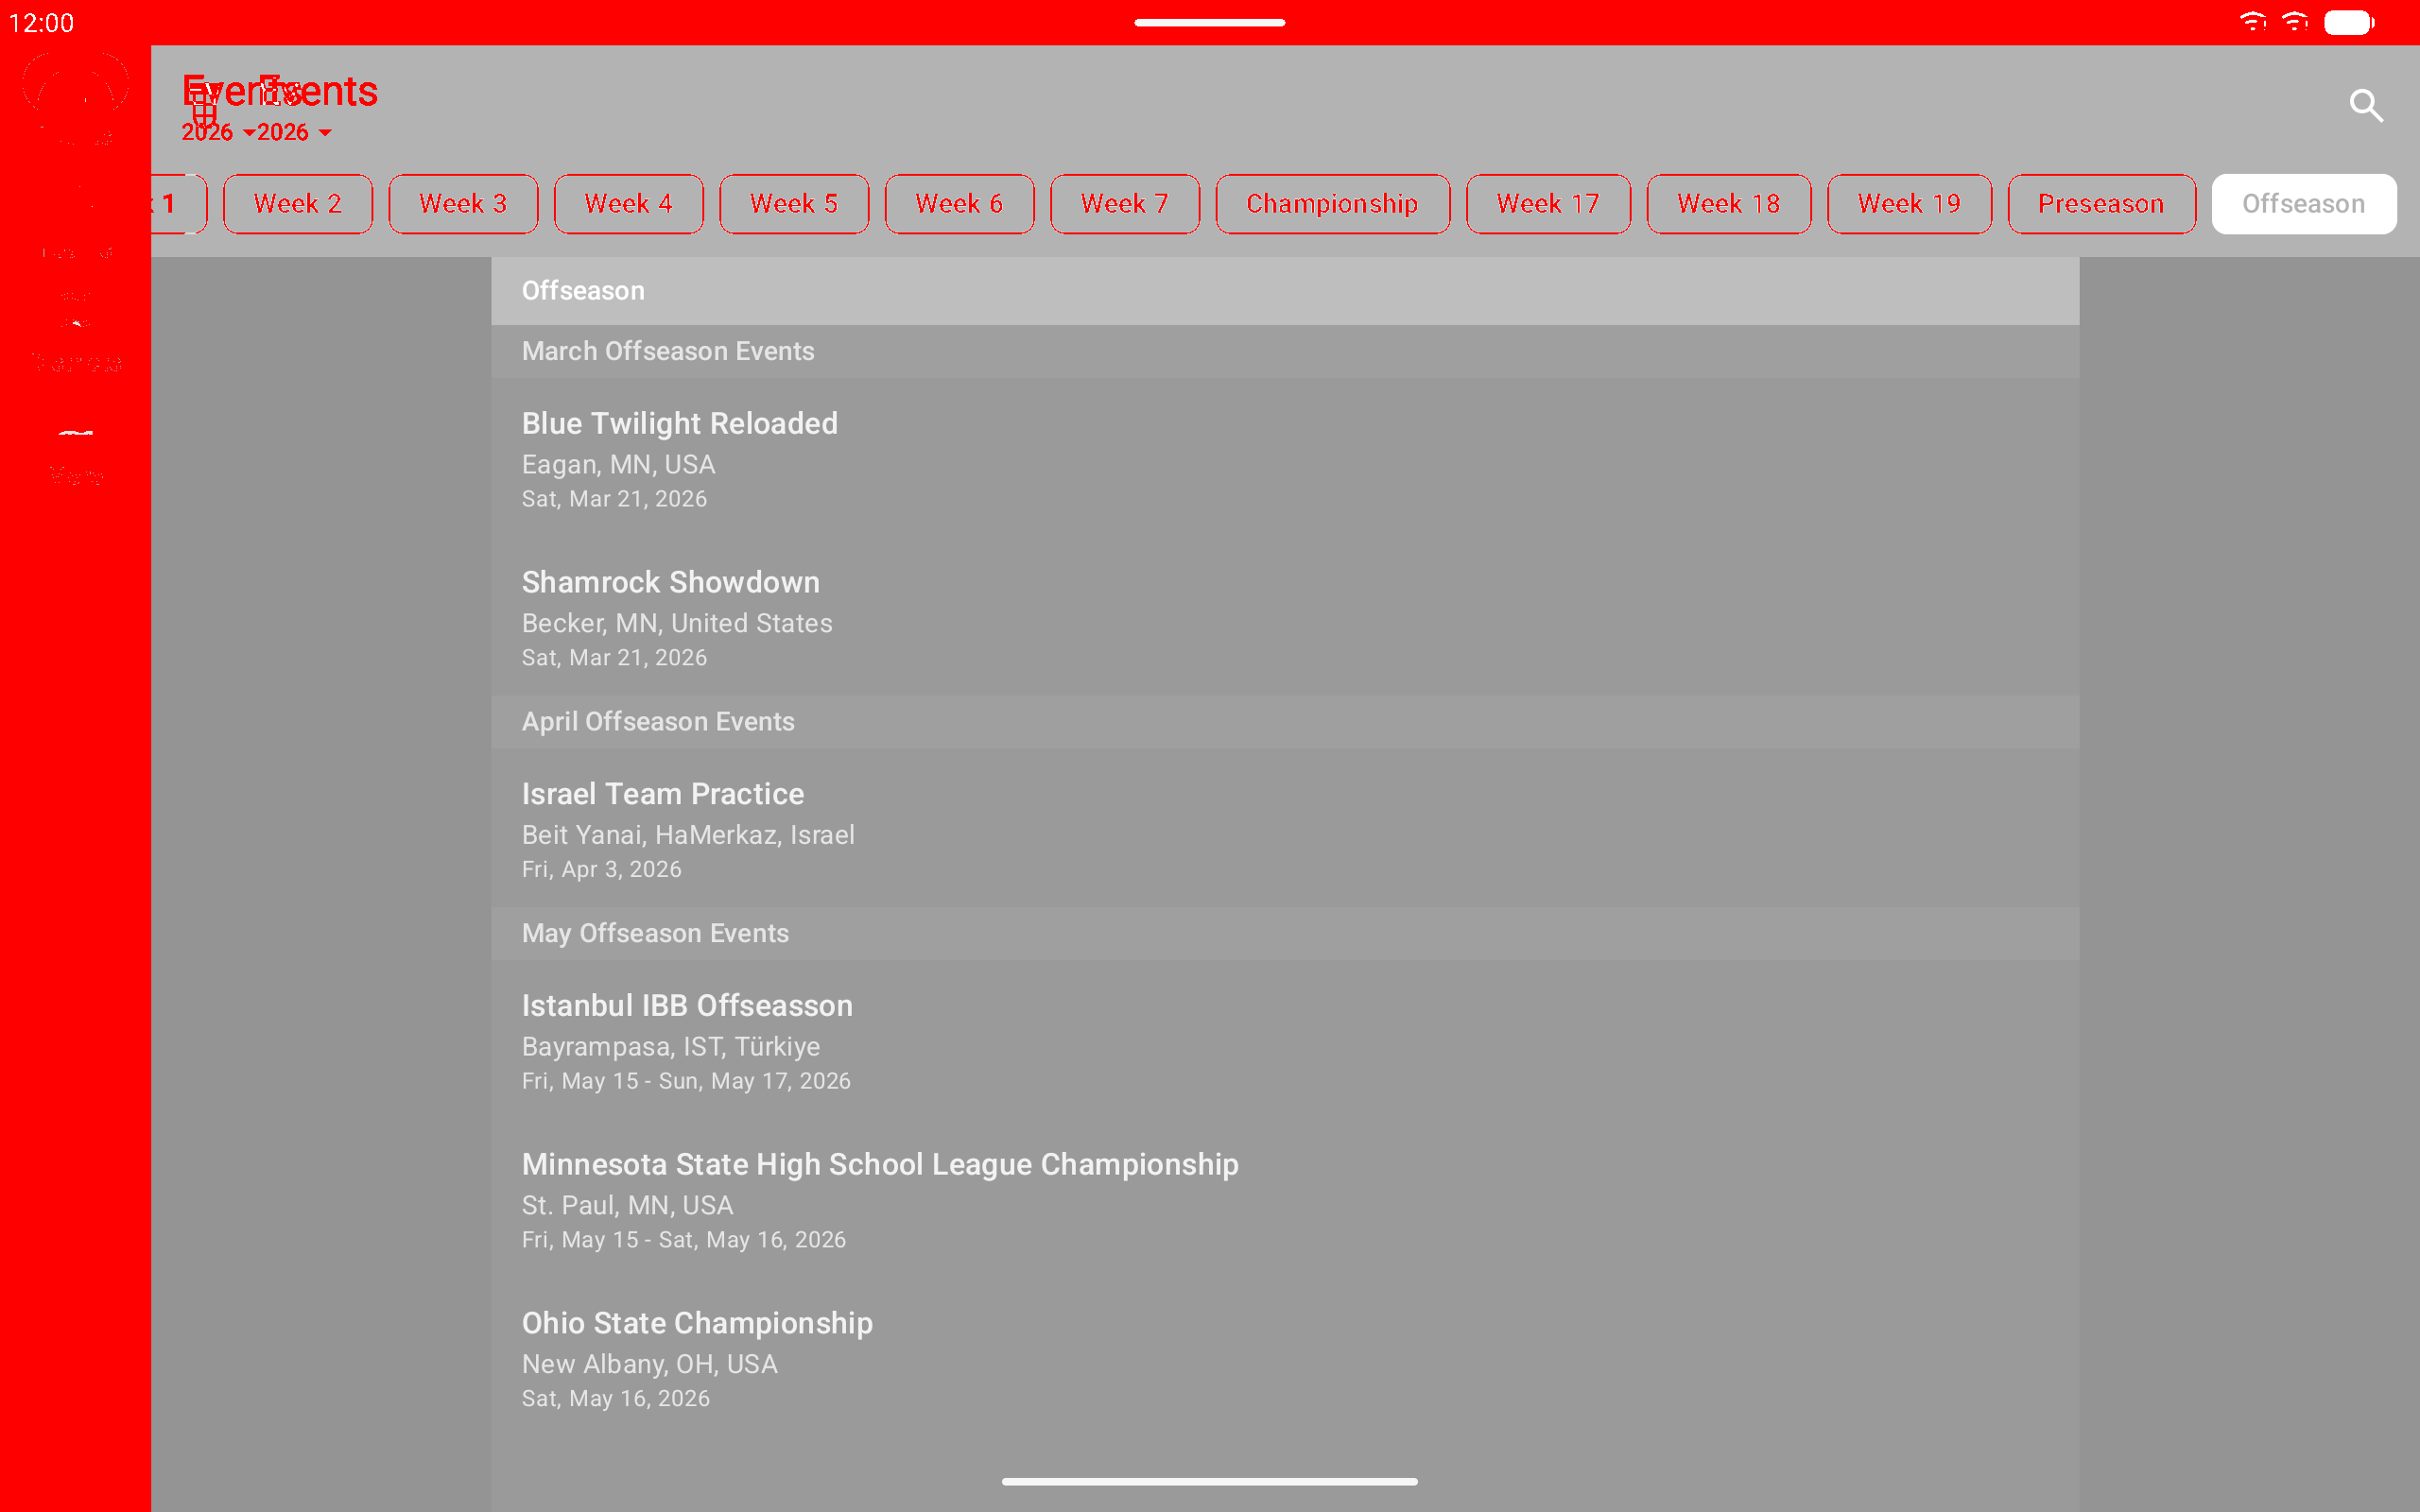 12:00
Events Events
2026 2026
1 Week 2 Week 3 Week 4 Week 5 Week 6 Week 7 Championship Week 17 Week 18 Week 19 Preseason Offseason
Offseason
March Offseason Events
Blue Twilight Reloaded
Eagan, MN, USA
Sat, Mar 21, 2026
Shamrock Showdown
Becker, MN, United States
Sat, Mar 21, 2026
April Offseason Events
Israel Team Practice
Beit Yanai, HaMerkaz, Israel
Fri, Apr 3, 2026
May Offseason Events
Istanbul IBB Offseasson
Bayrampasa, IST, Türkiye
Fri, May 15 - Sun, May 17, 2026
Minnesota State High School League Championship
St. Paul, MN, USA
Fri, May 15 - Sat, May 16, 2026
Ohio State Championship
New Albany, OH, USA
Sat, May 16, 2026